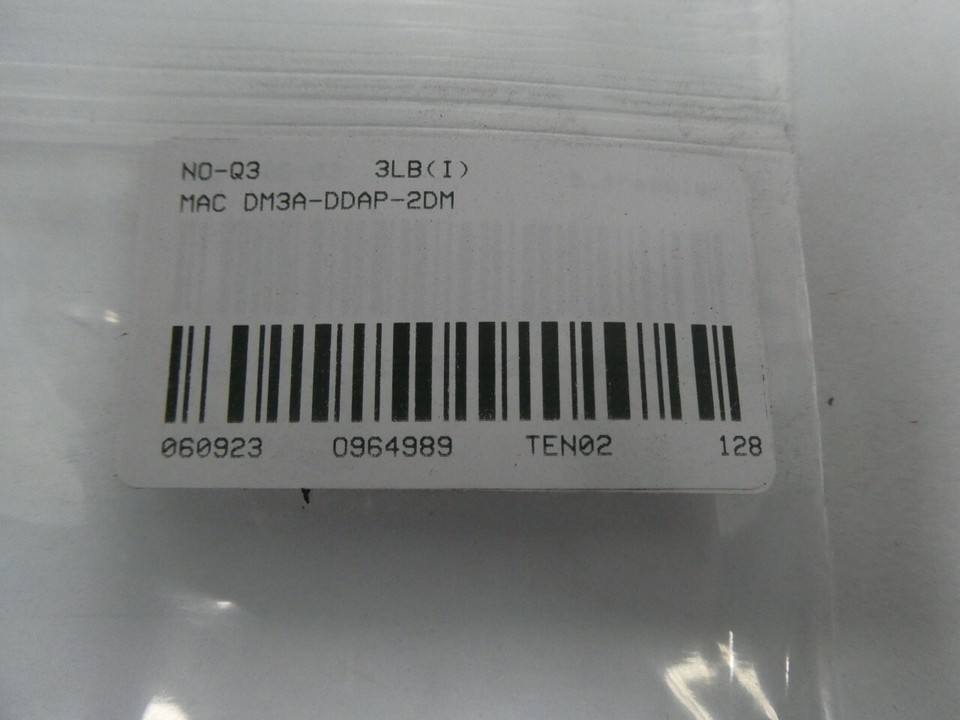 NO-Q3 3LB(I)
MAC DM3A-DDAP-2DM
060923 0964989 TEN02 128